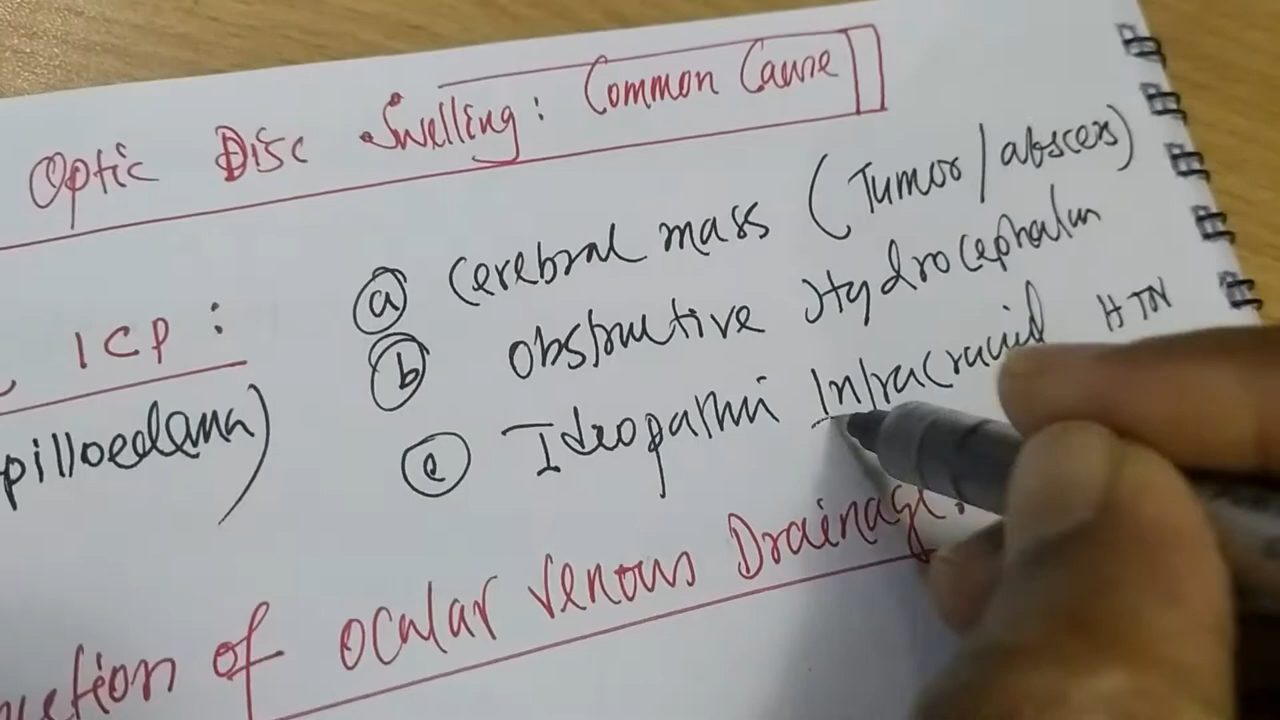 Optic Disc Swelling: Common Cause
ICP:
a cerebral mass (Tumor/abscess)
b obstructive Hydrocephalus
pilloedema)
c Ideopathic Intracranial HTN
of ocular venous Drainage: